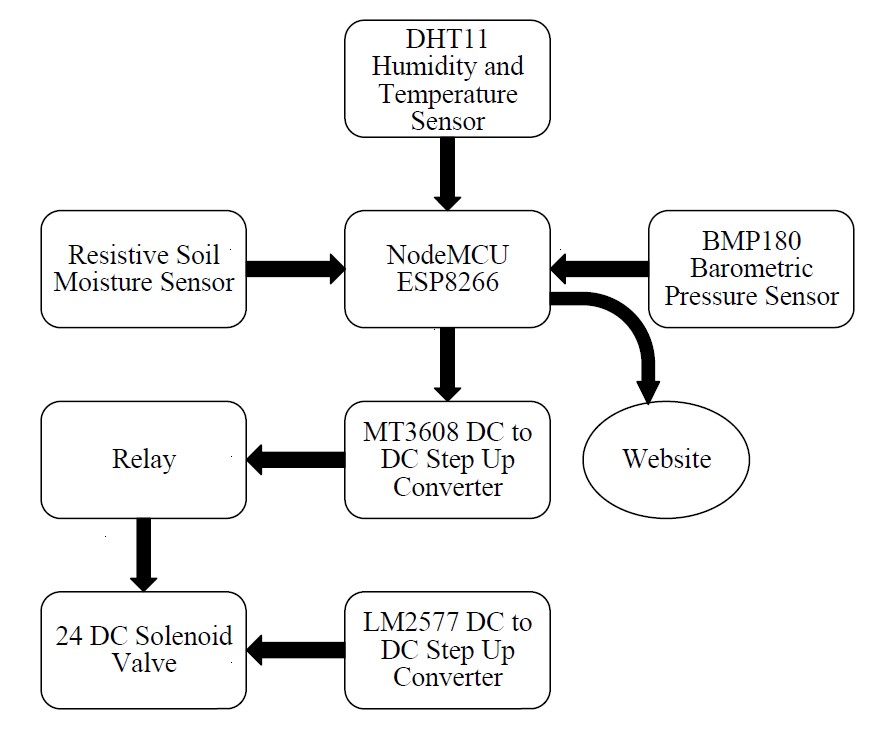 DHT11
Humidity and
Temperature
Sensor
Resistive Soil
Moisture Sensor
NodeMCU
ESP8266
BMP180
Barometric
Pressure Sensor
Relay
MT3608 DC to
DC Step Up
Converter
Website
24 DC Solenoid
Valve
LM2577 DC to
DC Step Up
Converter